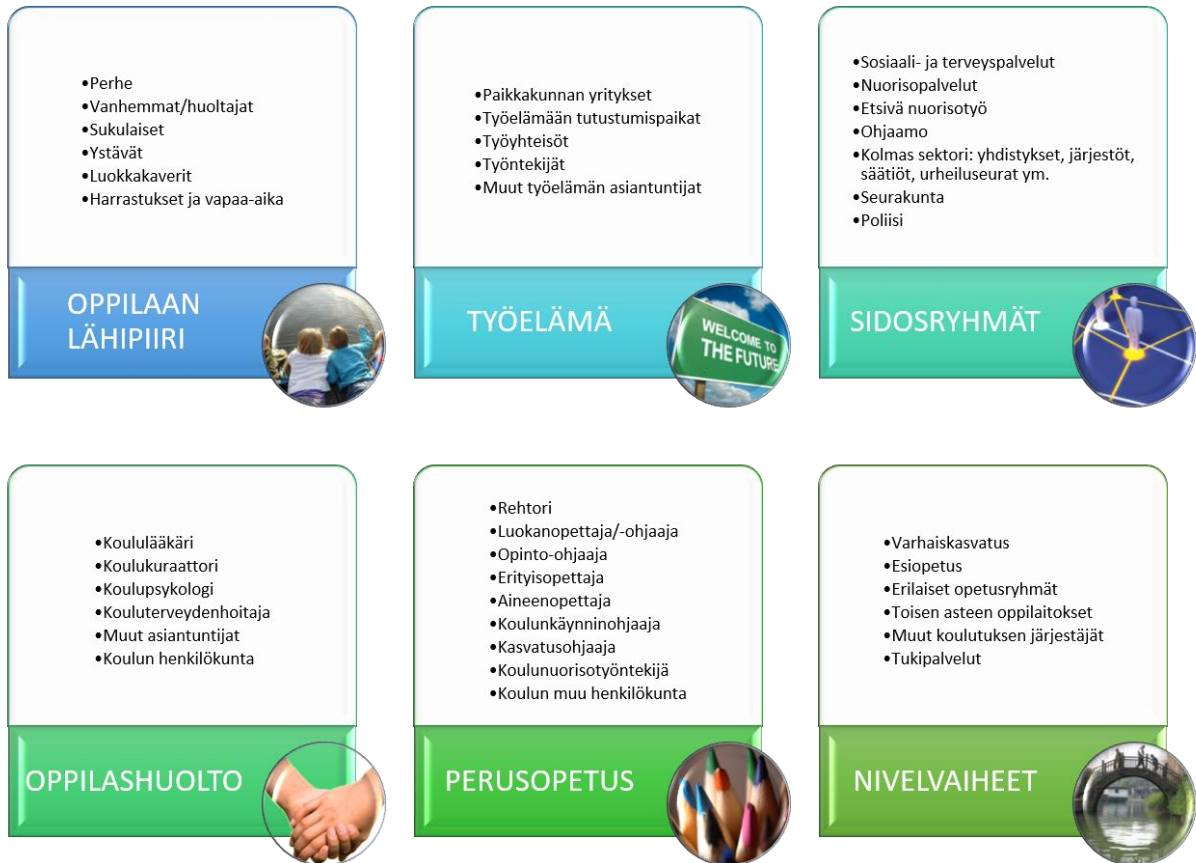 •Perhe
•Vanhemmat/huoltajat
•Sukulaiset
•Ystävät
•Luokkakaverit
•Harrastukset ja vapaa-aika
OPPILAAN
LÄHIPIIRI
•Paikkakunnan yritykset
•Työelämään tutustumispaikat
•Työyhteisöt
•Työntekijät
•Muut työelämän asiantuntijat
TYÖELÄMÄ
WELCOME TO
THE FUTURE
•Sosiaali- ja terveyspalvelut
•Nuorisopalvelut
•Etsivä nuorisotyö
•Ohjaamo
•Kolmas sektori: yhdistykset, järjestöt,
säätiöt, urheiluseurat ym.
•Seurakunta
•Poliisi
SIDOSRYHMÄT
•Koululääkäri
•Koulukuraattori
•Koulupsykologi
•Kouluterveydenhoitaja
•Muut asiantuntijat
•Koulun henkilökunta
OPPILASHUOLTO
•Rehtori
•Luokanopettaja/-ohjaaja
•Opinto-ohjaaja
•Erityisopettaja
•Aineenopettaja
•Koulunkäynninohjaaja
•Kasvatusohjaaja
•Koulunuorisotyöntekijä
•Koulun muu henkilökunta
PERUSOPETUS
•Varhaiskasvatus
•Esiopetus
•Erilaiset opetusryhmät
•Toisen asteen oppilaitokset
•Muut koulutuksen järjestäjät
•Tukipalvelut
NIVELVAIHEET